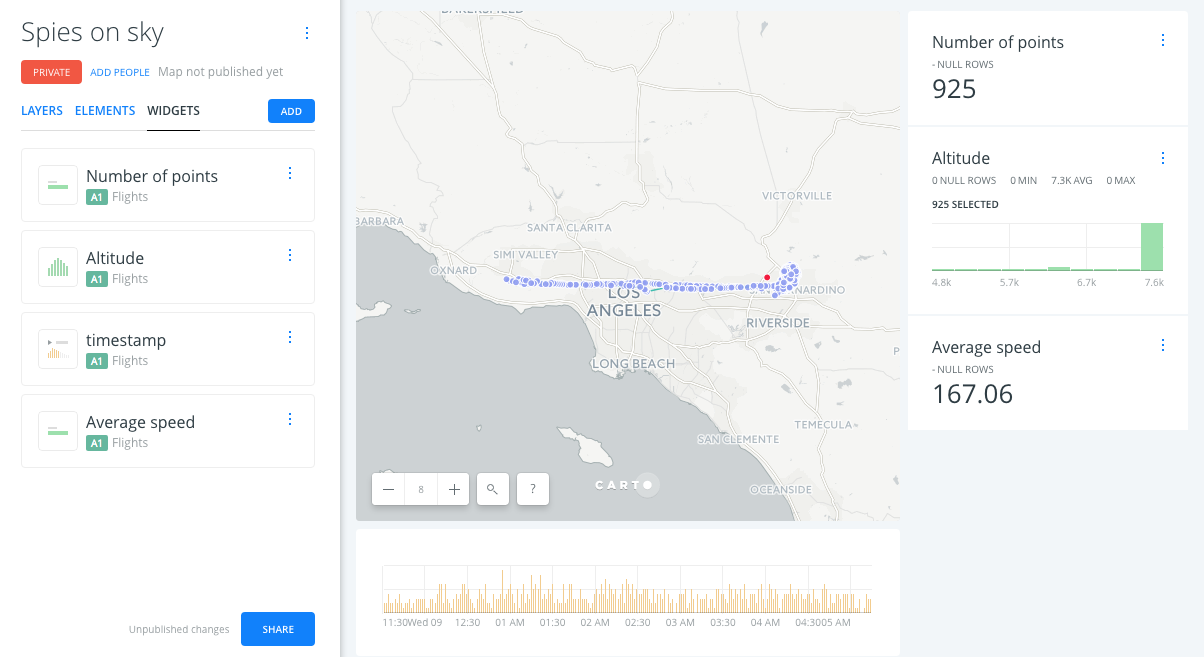 Spies on sky
PRIVATE ADD PEOPLE Map not published yet
LAYERS ELEMENTS WIDGETS ADD
Number of points
A1 Flights
Altitude
A1 Flights
timestamp
A1 Flights
Average speed
A1 Flights
Unpublished changes SHARE
BAKERSFIELD
VICTORVILLE
BARBARA
SANTA CLARITA
SIMI VALLEY
OXNARD
LOS
ANGELES
NARDINO
RIVERSIDE
LONG BEACH
P
TEMECULA
SAN CLEMENTE
OCEANSIDE
8
?
CARTO
11:30 Wed 09 12:30 01 AM 01:30 02 AM 02:30 03 AM 03:30 04 AM 04:30 05 AM
Number of points
- NULL ROWS
925
Altitude
0 NULL ROWS 0 MIN 7.3K AVG 0 MAX
925 SELECTED
4.8k 5.7k 6.7k 7.6k
Average speed
- NULL ROWS
167.06